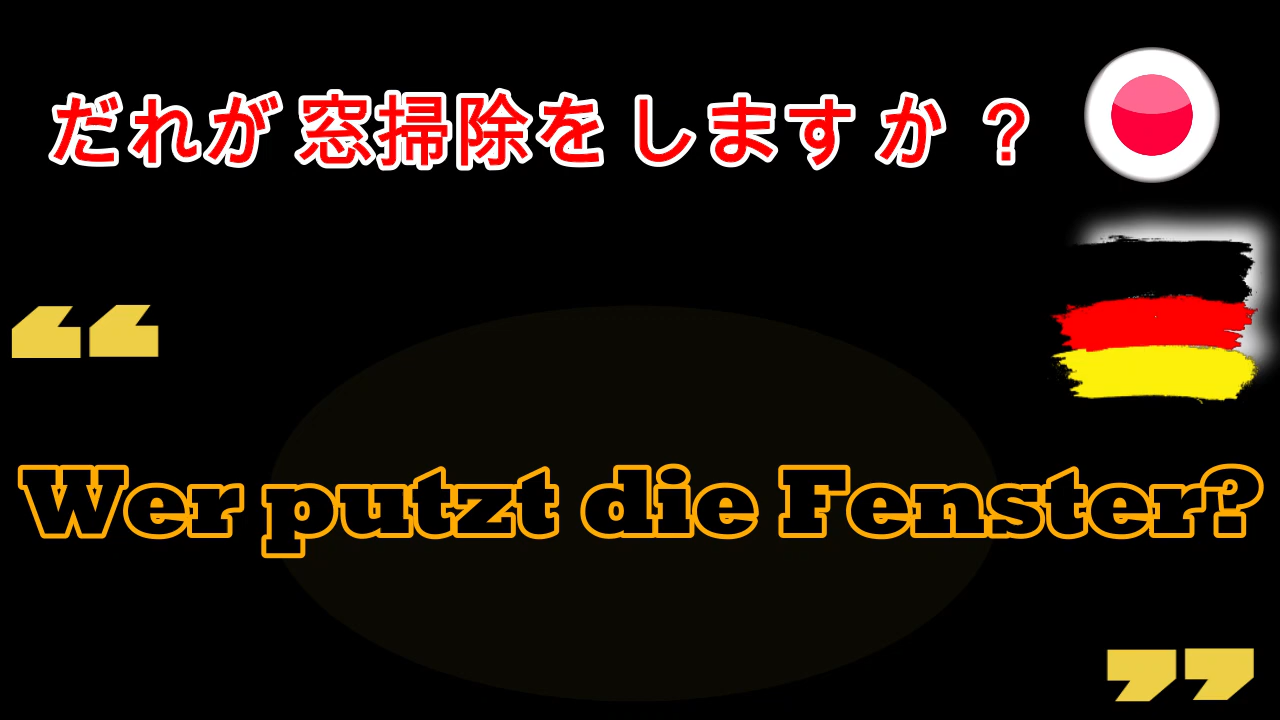 だれが 窓掃除を します か ？
“
Wer putzt die Fenster?
”